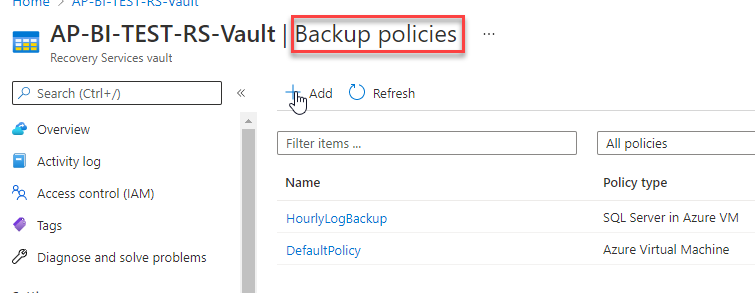 Home > AP-BI-TEST-RS-Vault
AP-BI-TEST-RS-Vault | Backup policies ...
Recovery Services vault
Search (Ctrl+/) «
Add Refresh
Overview
Activity log
Access control (IAM)
Tags
Diagnose and solve problems
Filter items ... All policies
Name Policy type
HourlyLogBackup SQL Server in Azure VM
DefaultPolicy Azure Virtual Machine